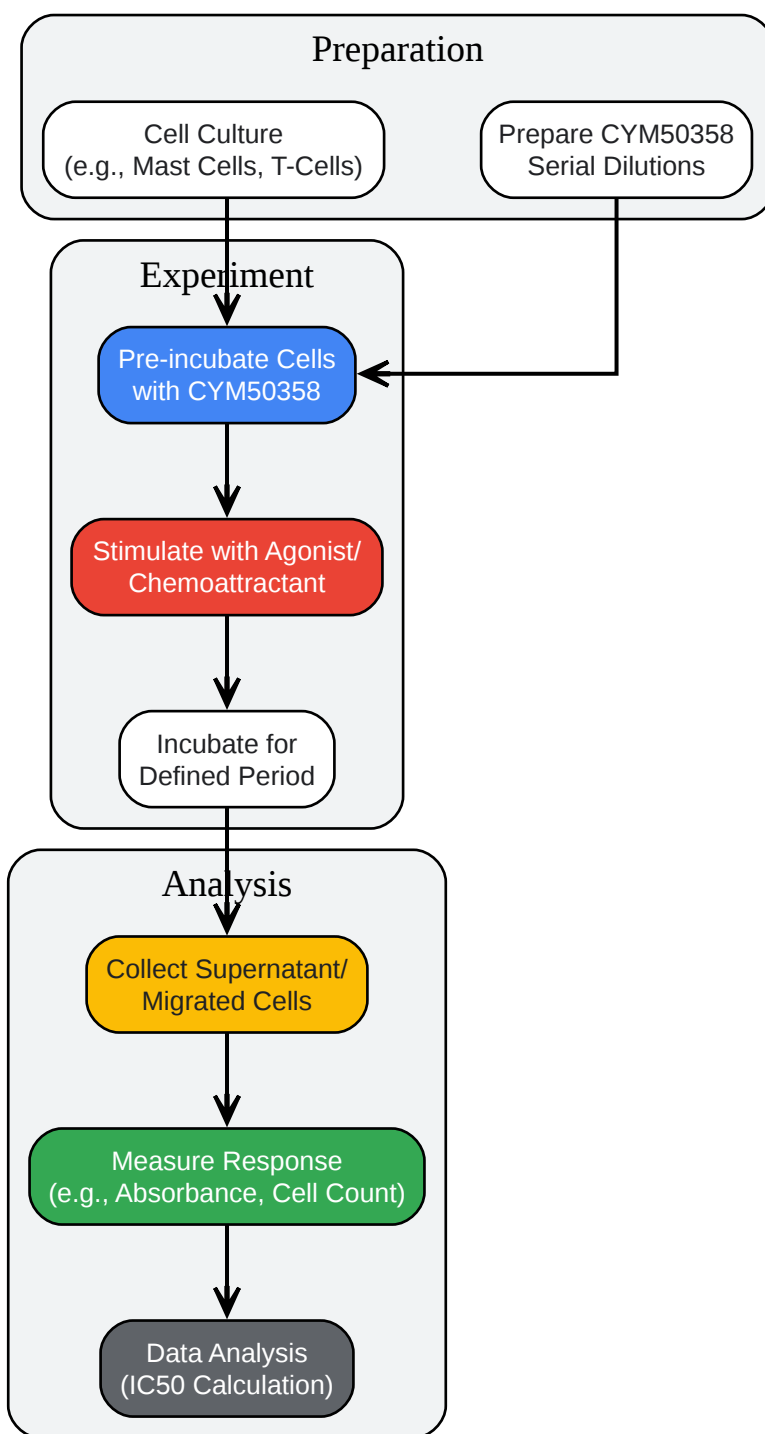 Preparation
Cell Culture
(e.g., Mast Cells, T-Cells)
Prepare CYM50358
Serial Dilutions
Experiment
Pre-incubate Cells
with CYM50358
Stimulate with Agonist/
Chemoattractant
Incubate for
Defined Period
Analysis
Collect Supernatant/
Migrated Cells
Measure Response
(e.g., Absorbance, Cell Count)
Data Analysis
(IC50 Calculation)